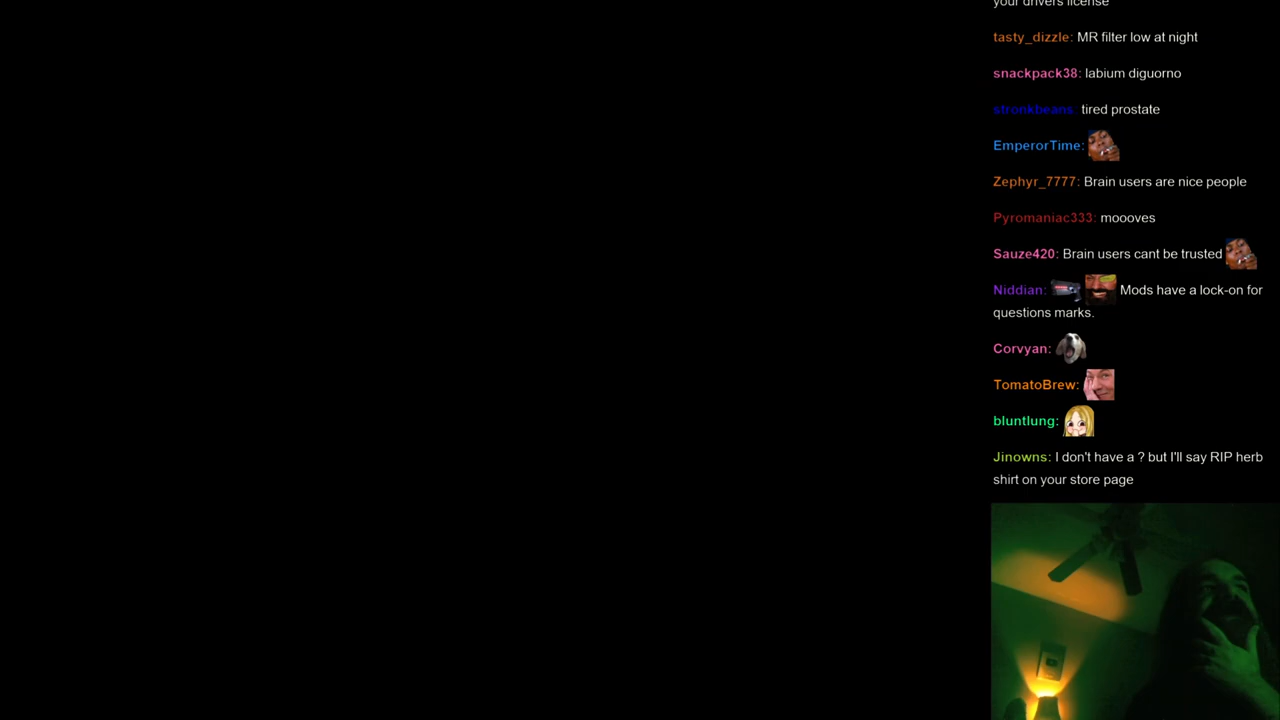 your drivers license
tasty_dizzle: MR filter low at night
snackpack38: labium diguorno
stronkbeans: tired prostate
EmperorTime:
Zephyr_7777: Brain users are nice people
Pyromaniac333: moooves
Sauze420: Brain users cant be trusted
Niddian: Mods have a lock-on for
questions marks.
Corvyan:
TomatoBrew:
bluntlung:
Jinowns: I don't have a ? but I'll say RIP herb
shirt on your store page